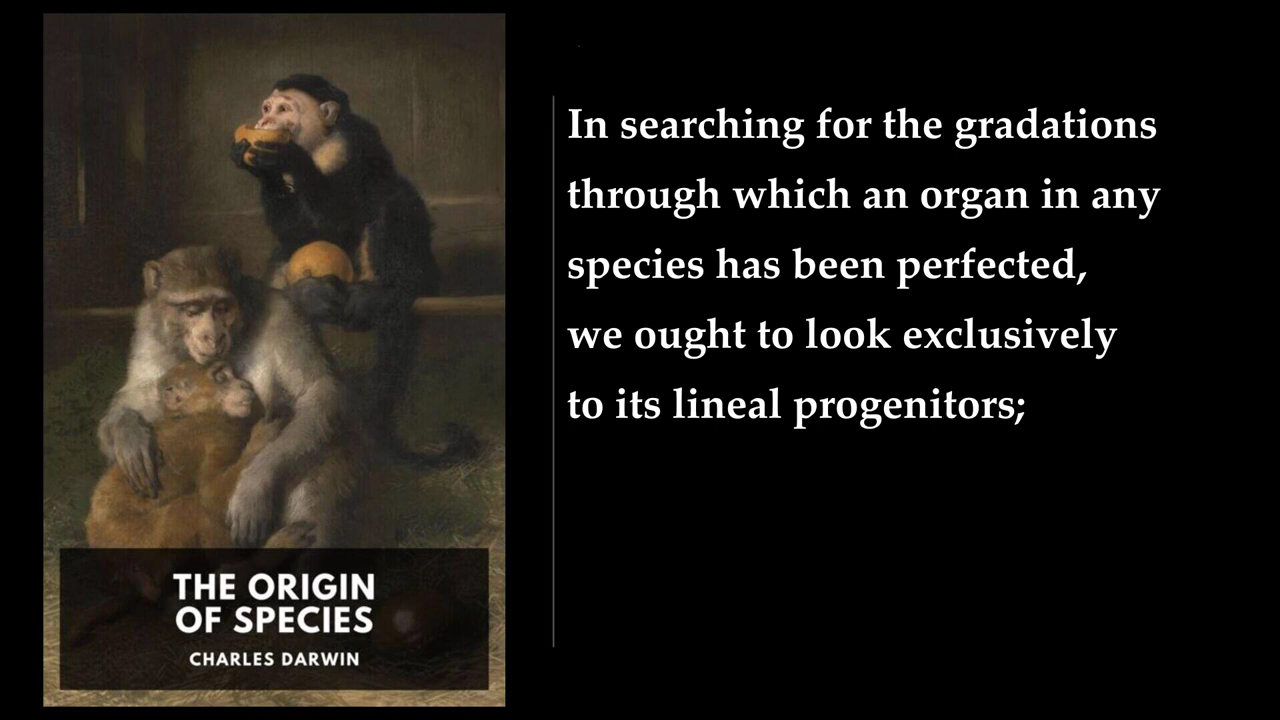 THE ORIGIN
OF SPECIES
CHARLES DARWIN
In searching for the gradations
through which an organ in any
species has been perfected,
we ought to look exclusively
to its lineal progenitors;